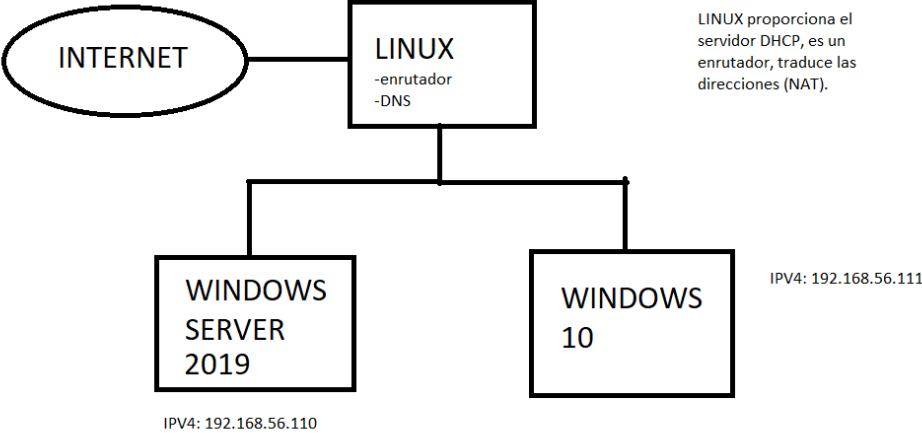 INTERNET
LINUX
-enrutador
-DNS
LINUX proporciona el
servidor DHCP, es un
enrutador, traduce las
direcciones (NAT).
WINDOWS
SERVER
2019
IPV4: 192.168.56.110
WINDOWS
10
IPV4: 192.168.56.111